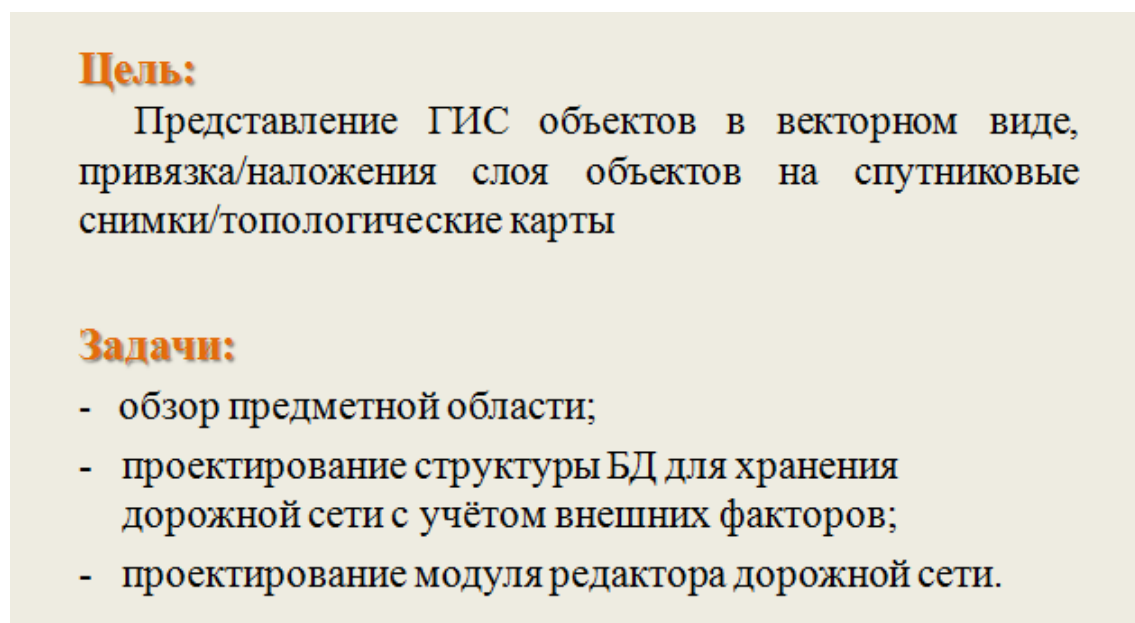 Цель:
Представление ГИС объектов в векторном виде,
привязка/наложения слоя объектов на спутниковые
снимки/топологические карты
Задачи:
- обзор предметной области;
- проектирование структуры БД для хранения
дорожной сети с учётом внешних факторов;
- проектирование модуля редактора дорожной сети.